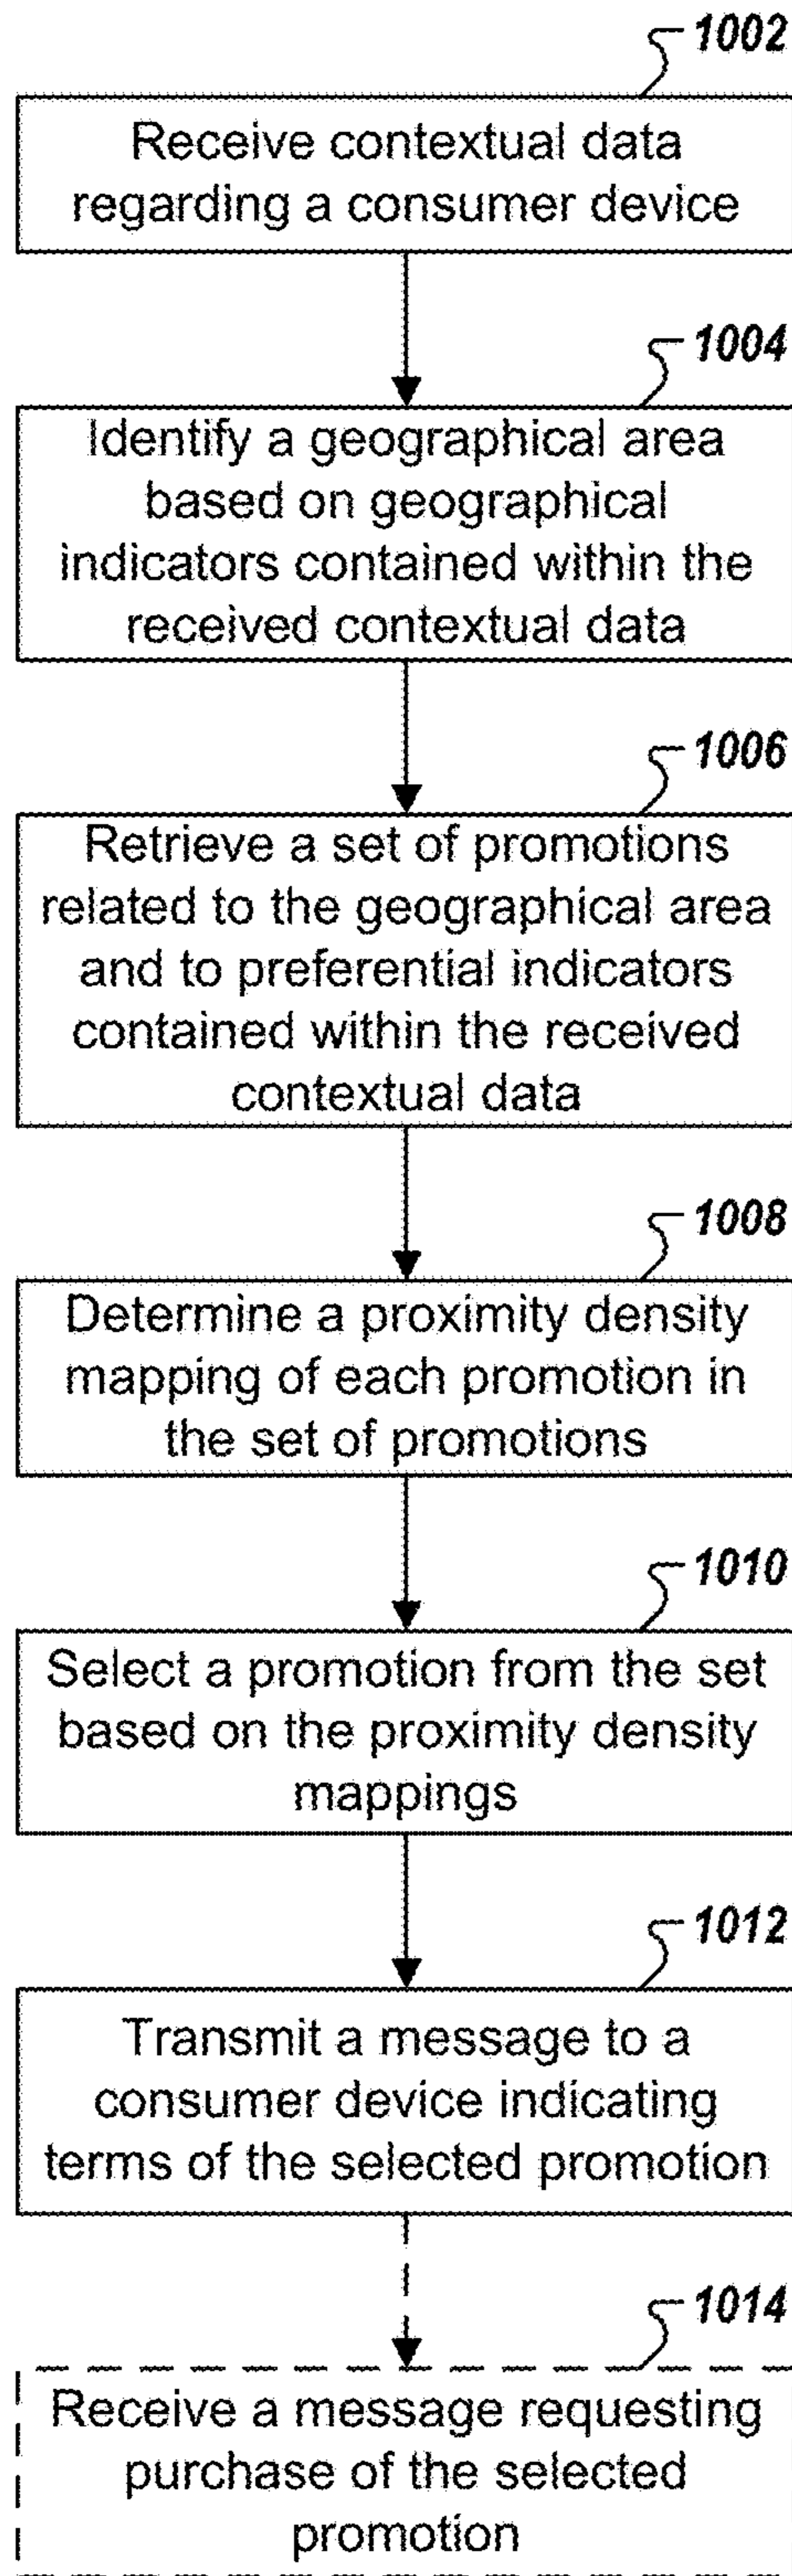 1002
Receive contextual data
regarding a consumer device
1004
Identify a geographical area
based on geographical
indicators contained within the
received contextual data
1006
Retrieve a set of promotions
related to the geographical area
and to preferential indicators
contained within the received
contextual data
1008
Determine a proximity density
mapping of each promotion in
the set of promotions
1010
Select a promotion from the set
based on the proximity density
mappings
1012
Transmit a message to a
consumer device indicating
terms of the selected promotion
1014
Receive a message requesting
purchase of the selected
promotion